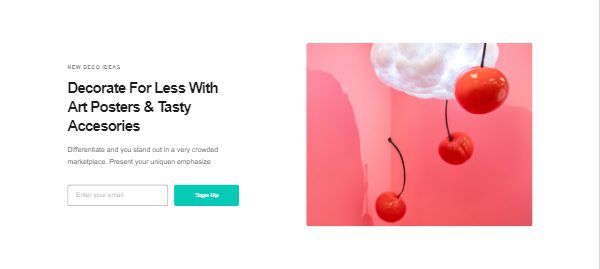 NEW DECO IDEAS
Decorate For Less With
Art Posters & Tasty
Accesories
Differentiate and you stand out in a very crowded
marketplace. Present your uniquen emphasize
Enter your email
Sign Up